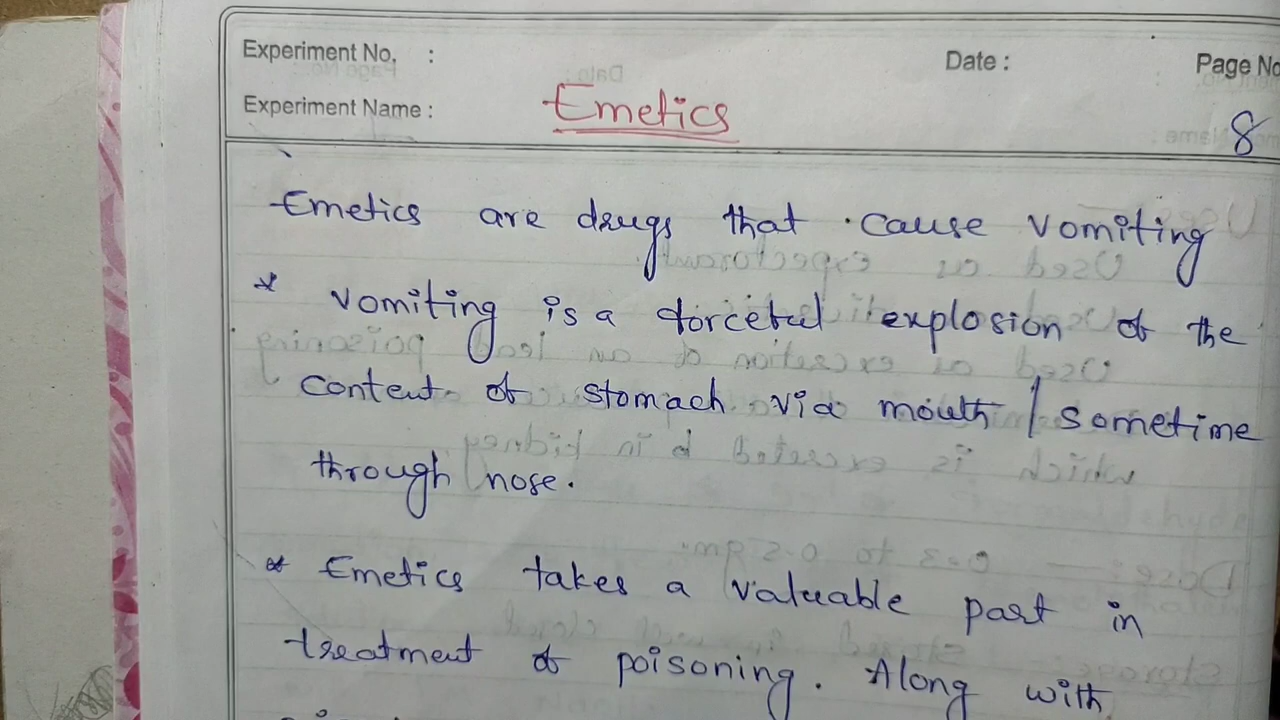 Experiment No. :
Date :
Page No
Experiment Name :
Emetics
8
Emetics are drugs that cause vomiting
* vomiting is a forceful explosion of the
content of stomach via mouth / sometime
through nose.
* Emetics takes a valuable part in
treatment of poisoning. Along with